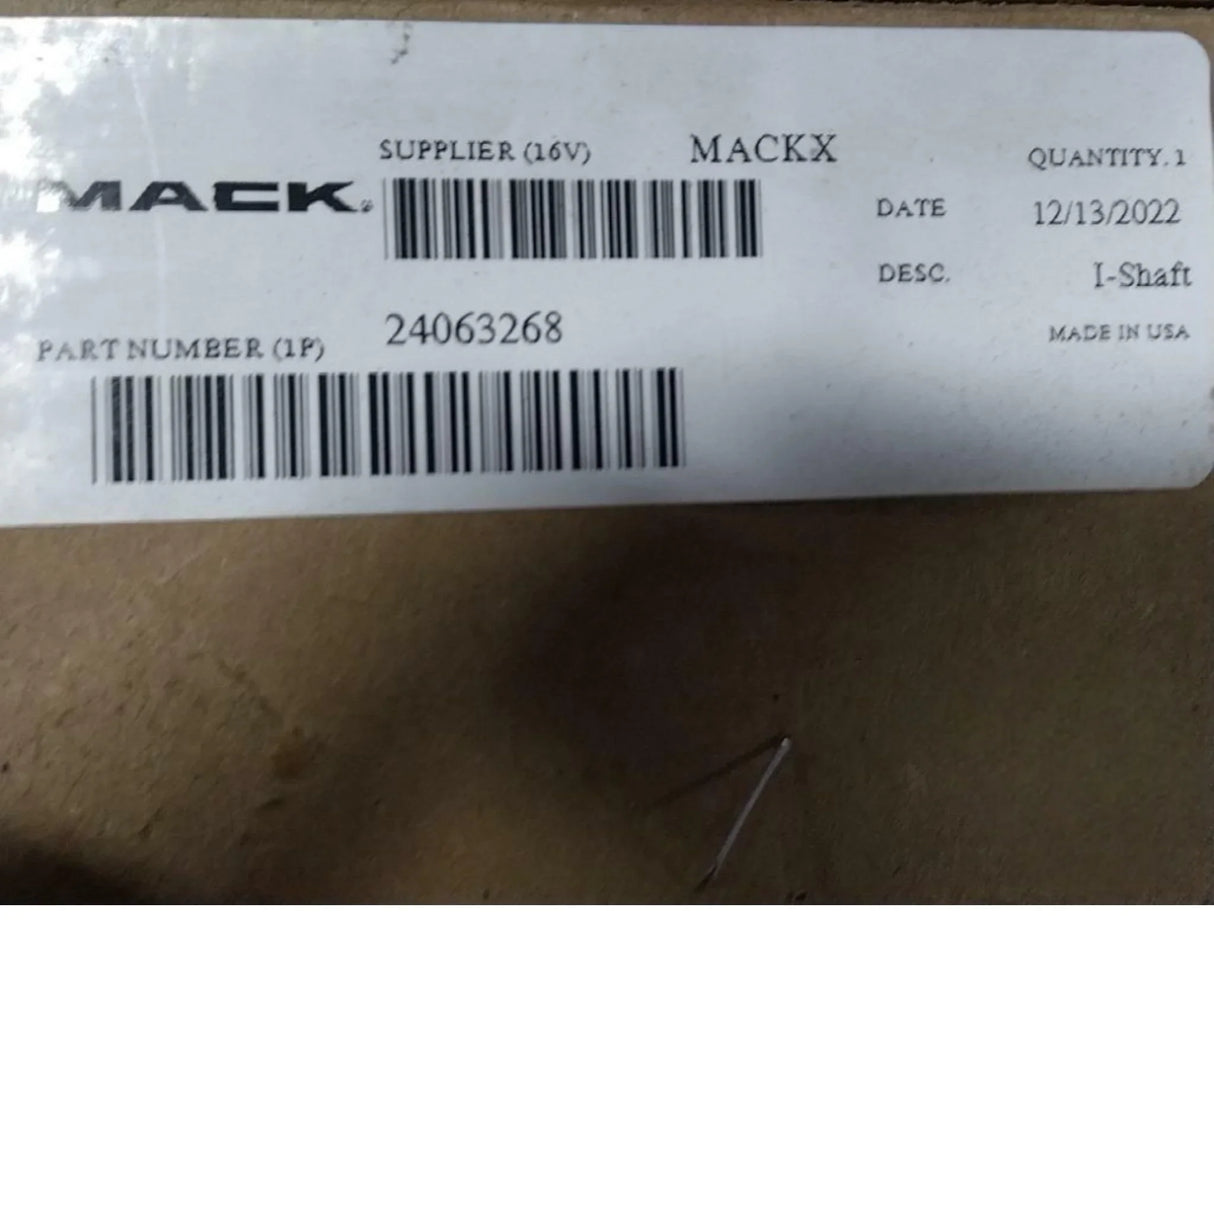 SUPPLIER (16V) MACKX QUANTITY. 1
MACK®
DATE 12/13/2022
DESC. I-Shaft
PART NUMBER (1P) 24063268
MADE IN USA